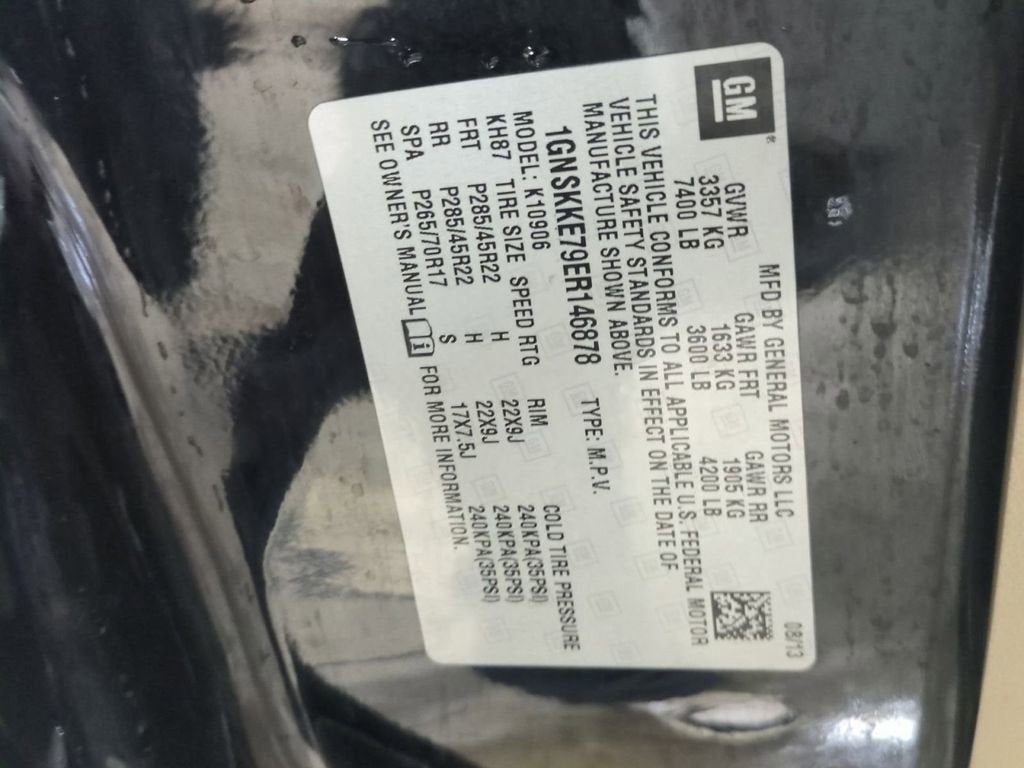 GM®
MFD BY GENERAL MOTORS LLC 08/13
GVWR GAWR FRT GAWR RR
3357 KG 1633 KG 1905 KG
7400 LB 3600 LB 4200 LB
THIS VEHICLE CONFORMS TO ALL APPLICABLE U.S. FEDERAL MOTOR
VEHICLE SAFETY STANDARDS IN EFFECT ON THE DATE OF
MANUFACTURE SHOWN ABOVE.
1GNSKKE79ER146878 TYPE: M.P.V.
MODEL: K10906
KH87 TIRE SIZE SPEED RTG RIM COLD TIRE PRESSURE
FRT P285/45R22 H 22X9J 240KPA(35PSI)
RR P285/45R22 H 22X9J 240KPA(35PSI)
SPA P265/70R17 S 17X7.5J 240KPA(35PSI)
SEE OWNER'S MANUAL i FOR MORE INFORMATION.